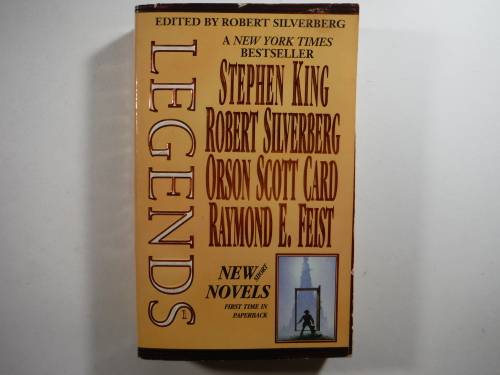 EDITED BY ROBERT SILVERBERG
A NEW YORK TIMES
BESTSELLER
LEGENDS
1
STEPHEN KING
ROBERT SILVERBERG
ORSON SCOTT CARD
RAYMOND E. FEIST
NEW SHORT
NOVELS
FIRST TIME IN
PAPERBACK